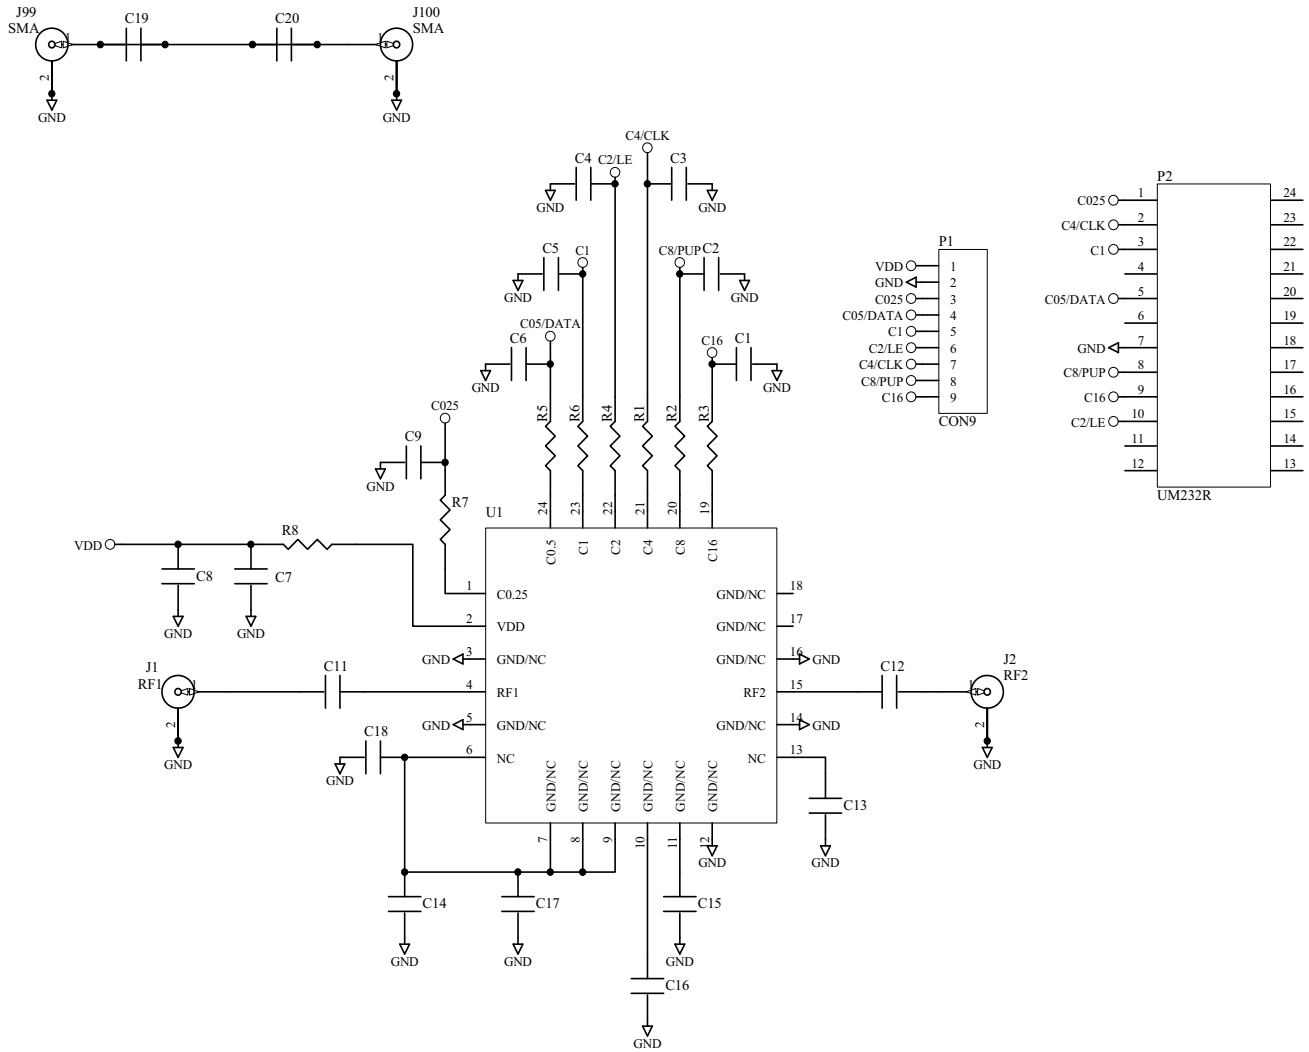 J99
SMA
1
2
GND
C19
C20
J100
SMA
1
2
GND
C4/CLK
C4
C2/LE
C3
GND
GND
C5
C1
C8/PUP
C2
GND
GND
C05/DATA
C6
C16
C1
GND
GND
C025
C9
GND
R5
R6
R4
R1
R2
R3
R7
U1
24
23
22
21
20
19
C0.5
C1
C2
C4
C8
C16
VDD
R8
C8
C7
GND
GND
1
C0.25
2
VDD
GND
3
GND/NC
4
RF1
GND
5
GND/NC
6
NC
J1
RF1
1
2
GND
C11
C18
GND
GND/NC
18
GND/NC
17
GND/NC
16
GND
RF2
15
GND/NC
14
GND
NC
13
C12
J2
RF2
1
2
GND
C13
GND
GND/NC
GND/NC
GND/NC
GND/NC
GND/NC
GND/NC
7
8
9
10
11
12
GND
C14
GND
C17
GND
C15
GND
C16
GND
P1
VDD
1
GND
2
C025
3
C05/DATA
4
C1
5
C2/LE
6
C4/CLK
7
C8/PUP
8
C16
9
CON9
P2
C025
1
24
C4/CLK
2
23
C1
3
22
4
21
C05/DATA
5
20
6
19
GND
7
18
C8/PUP
8
17
C16
9
16
C2/LE
10
15
11
14
12
13
UM232R